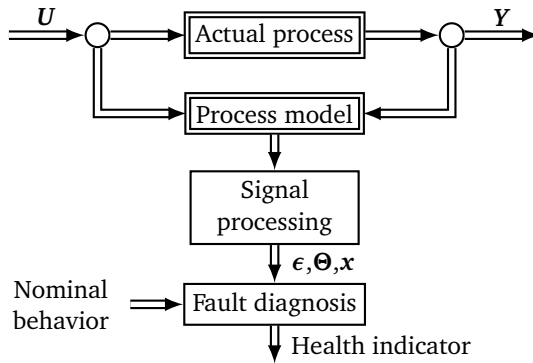 U
Y
Actual process
Process model
Signal
processing
ϵ,Θ,x
Nominal
behavior
Fault diagnosis
Health indicator